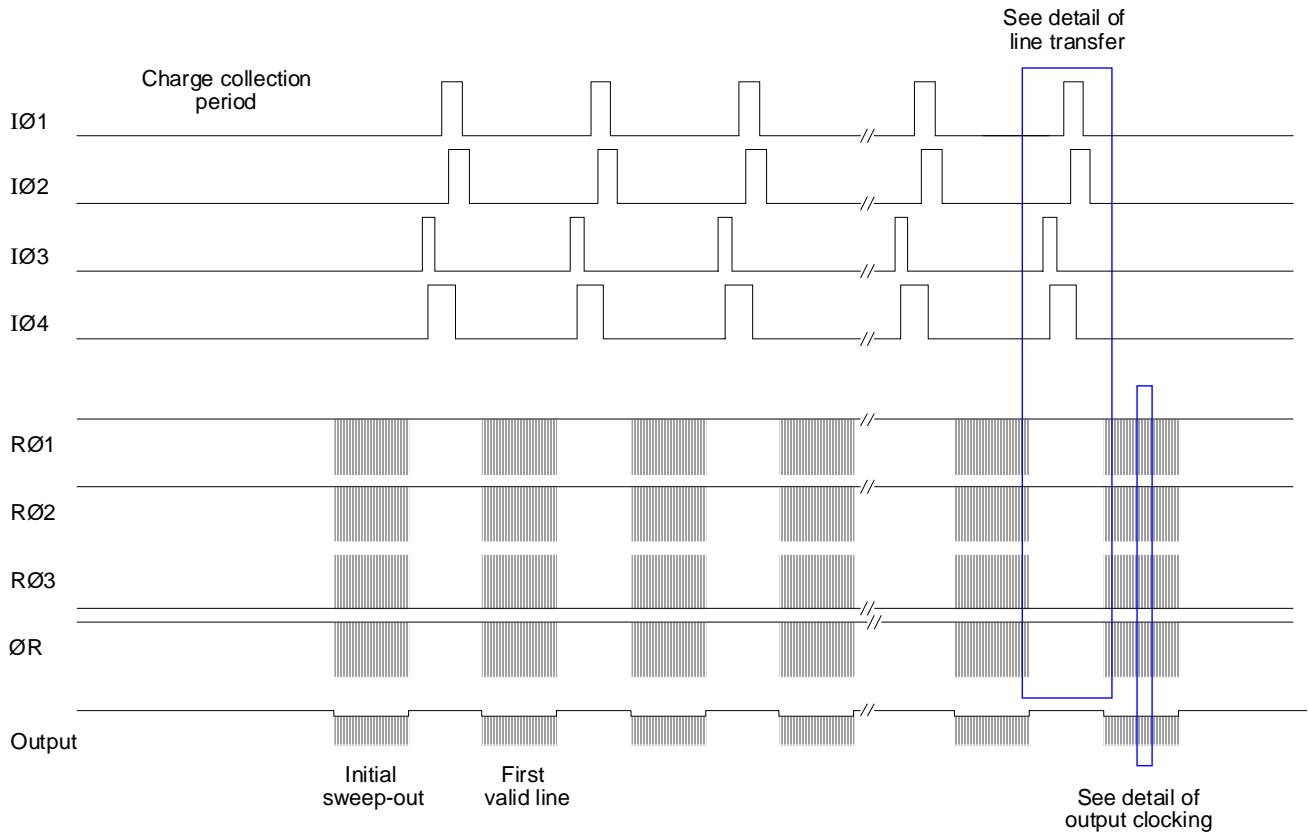 See detail of
line transfer
Charge collection
period
IØ1
IØ2
IØ3
IØ4
RØ1
RØ2
RØ3
ØR
Output
Initial
sweep-out
First
valid line
See detail of
output clocking